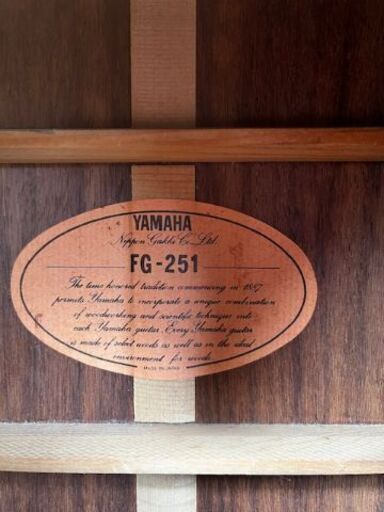 YAMAHA
Nippon Gakki Co., Ltd.
FG-251
The time honored tradition commencing in 1887
permits Yamaha to incorporate a unique combination
of woodworking and scientific technique into
each Yamaha guitar. Every Yamaha guitar
is made of select woods as well as in the ideal
environment for woods.
MADE IN JAPAN